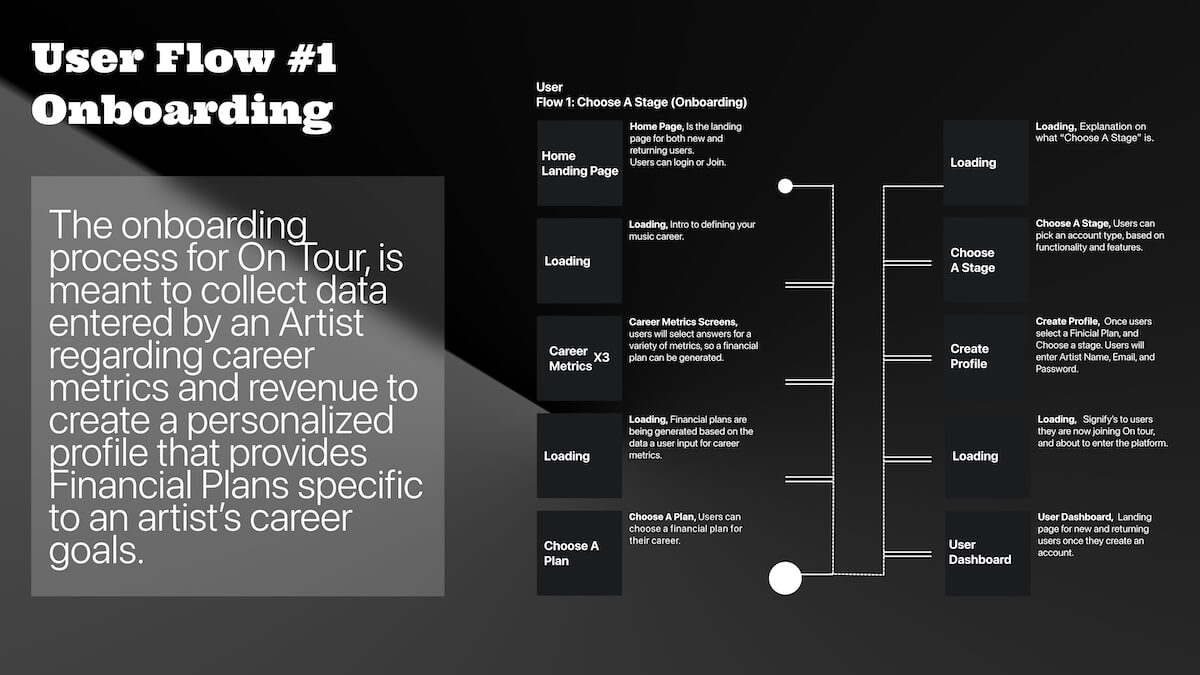 User Flow #1
Onboarding
The onboarding
process for On Tour, is
meant to collect data
entered by an Artist
regarding career
metrics and revenue to
create a personalized
profile that provides
Financial Plans specific
to an artist's career
goals.
User
Flow 1: Choose A Stage (Onboarding)
Home
Landing Page
Home Page, Is the landing
page for both new and
returning users.
Users can login or Join.
Loading
Loading, Intro to defining your
music career.
Career
Metrics
X3
Career Metrics Screens,
users will select answers for a
variety of metrics, so a financial
plan can be generated.
Loading
Loading, Financial plans are
being generated based on the
data a user input for career
metrics.
Choose A
Plan
Choose A Plan, Users can
choose a financial plan for
their career.
Loading
Loading, Explanation on
what “Choose A Stage” is.
Choose
A Stage
Choose A Stage, Users can
pick an account type, based on
functionality and features.
Create
Profile
Create Profile, Once users
select a Finicial Plan, and
Choose a stage. Users will
enter Artist Name, Email, and
Password.
Loading
Loading, Signify's to users
they are now joining On tour,
and about to enter the platform.
User
Dashboard
User Dashboard, Landing
page for new and returning
users once they create an
account.